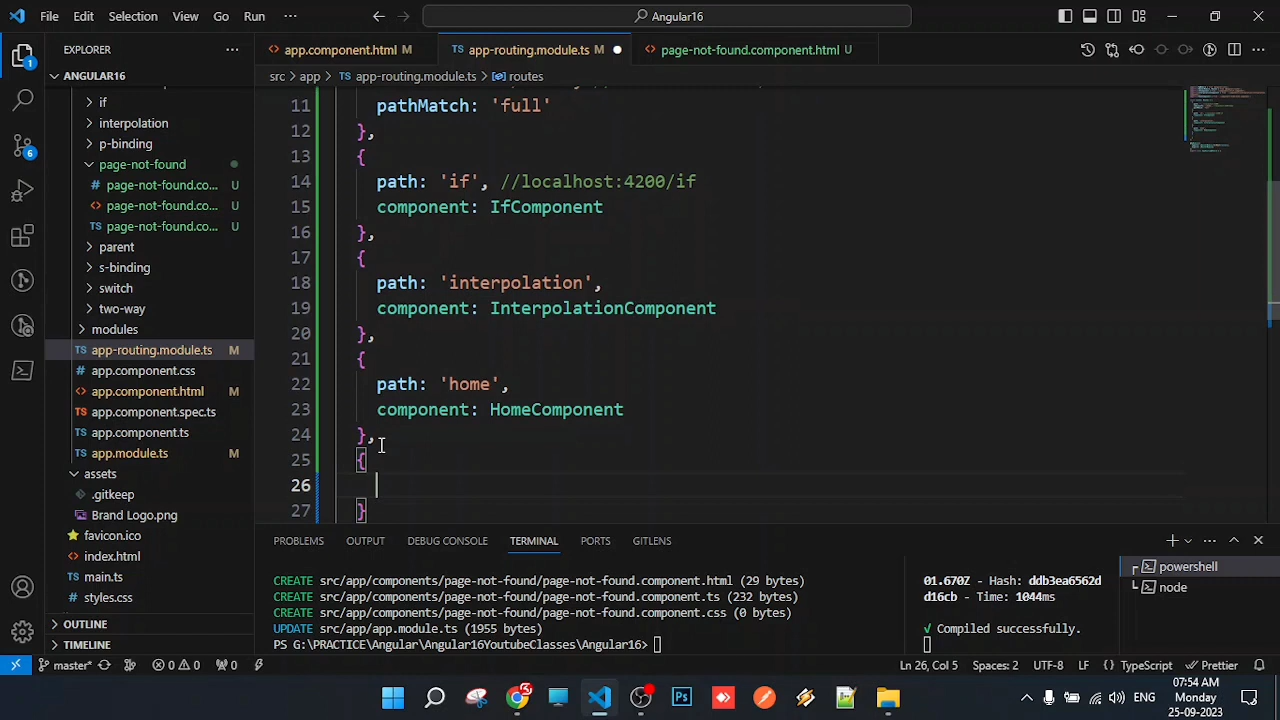 File Edit Selection View Go Run ··· Angular16
EXPLORER ···
app.component.html M app-routing.module.ts M page-not-found.component.html U
ANGULAR16
src > app > TS app-routing.module.ts > routes
if
interpolation
p-binding
page-not-found
# page-not-found.co... U
<> page-not-found.co... U
TS page-not-found.co... U
parent
s-binding
switch
two-way
modules
TS app-routing.module.ts M
# app.component.css
<> app.component.html M
TS app.component.spec.ts
TS app.component.ts
TS app.module.ts M
assets
.gitkeep
Brand Logo.png
favicon.ico
<> index.html
TS main.ts
# styles.css
OUTLINE
TIMELINE
11 pathMatch: 'full'
12 },
13 {
14 path: 'if', //localhost:4200/if
15 component: IfComponent
16 },
17 {
18 path: 'interpolation',
19 component: InterpolationComponent
20 },
21 {
22 path: 'home',
23 component: HomeComponent
24 },
25 {
26
27 }
PROBLEMS OUTPUT DEBUG CONSOLE TERMINAL PORTS GITLENS
CREATE src/app/components/page-not-found/page-not-found.component.html (29 bytes)
CREATE src/app/components/page-not-found/page-not-found.component.ts (232 bytes)
CREATE src/app/components/page-not-found/page-not-found.component.css (0 bytes)
UPDATE src/app/app.module.ts (1955 bytes)
PS G:\PRACTICE\Angular\Angular16YoutubeClasses\Angular16>
01.670Z - Hash: ddb3ea6562d
d16cb - Time: 1044ms
√ Compiled successfully.
powershell
node
master* 0 0 0 Ln 26, Col 5 Spaces: 2 UTF-8 LF {} TypeScript Prettier
ENG
07:54 AM
Monday
25-09-2023